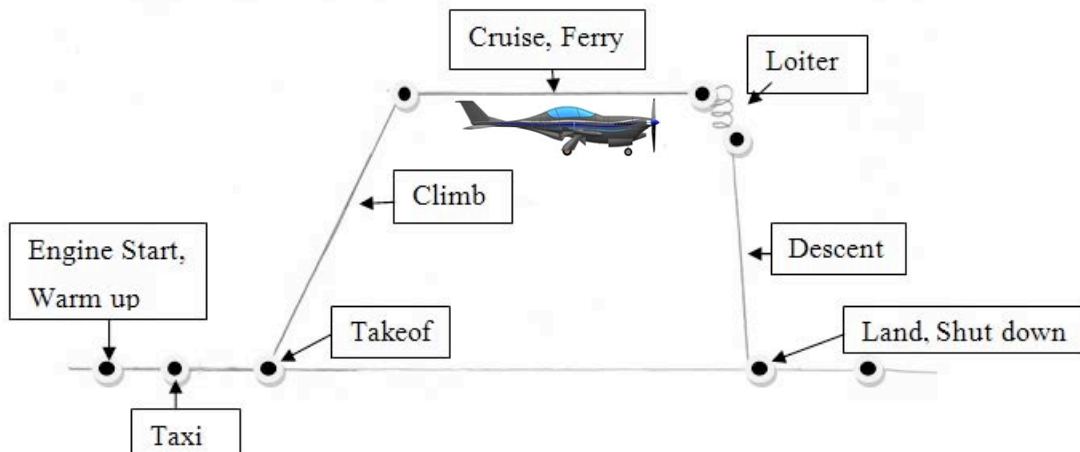 Cruise, Ferry
Loiter
Climb
Engine Start,
Warm up
Descent
Takeof
Land, Shut down
Taxi